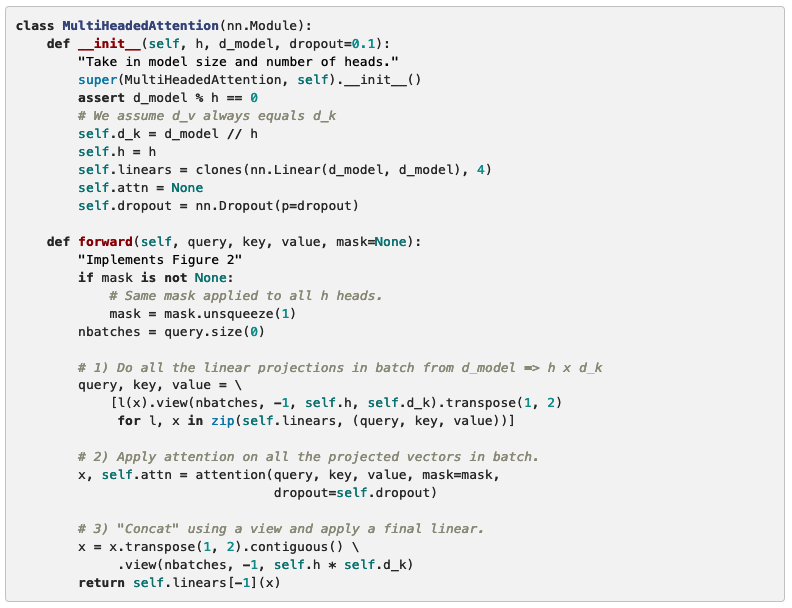 class MultiHeadedAttention(nn.Module):
    def __init__(self, h, d_model, dropout=0.1):
        "Take in model size and number of heads."
        super(MultiHeadedAttention, self).__init__()
        assert d_model % h == 0
        # We assume d_v always equals d_k
        self.d_k = d_model // h
        self.h = h
        self.linears = clones(nn.Linear(d_model, d_model), 4)
        self.attn = None
        self.dropout = nn.Dropout(p=dropout)

    def forward(self, query, key, value, mask=None):
        "Implements Figure 2"
        if mask is not None:
            # Same mask applied to all h heads.
            mask = mask.unsqueeze(1)
        nbatches = query.size(0)

        # 1) Do all the linear projections in batch from d_model => h x d_k
        query, key, value = \
            [l(x).view(nbatches, -1, self.h, self.d_k).transpose(1, 2)
             for l, x in zip(self.linears, (query, key, value))]

        # 2) Apply attention on all the projected vectors in batch.
        x, self.attn = attention(query, key, value, mask=mask,
                                 dropout=self.dropout)

        # 3) "Concat" using a view and apply a final linear.
        x = x.transpose(1, 2).contiguous() \
             .view(nbatches, -1, self.h * self.d_k)
        return self.linears[-1](x)